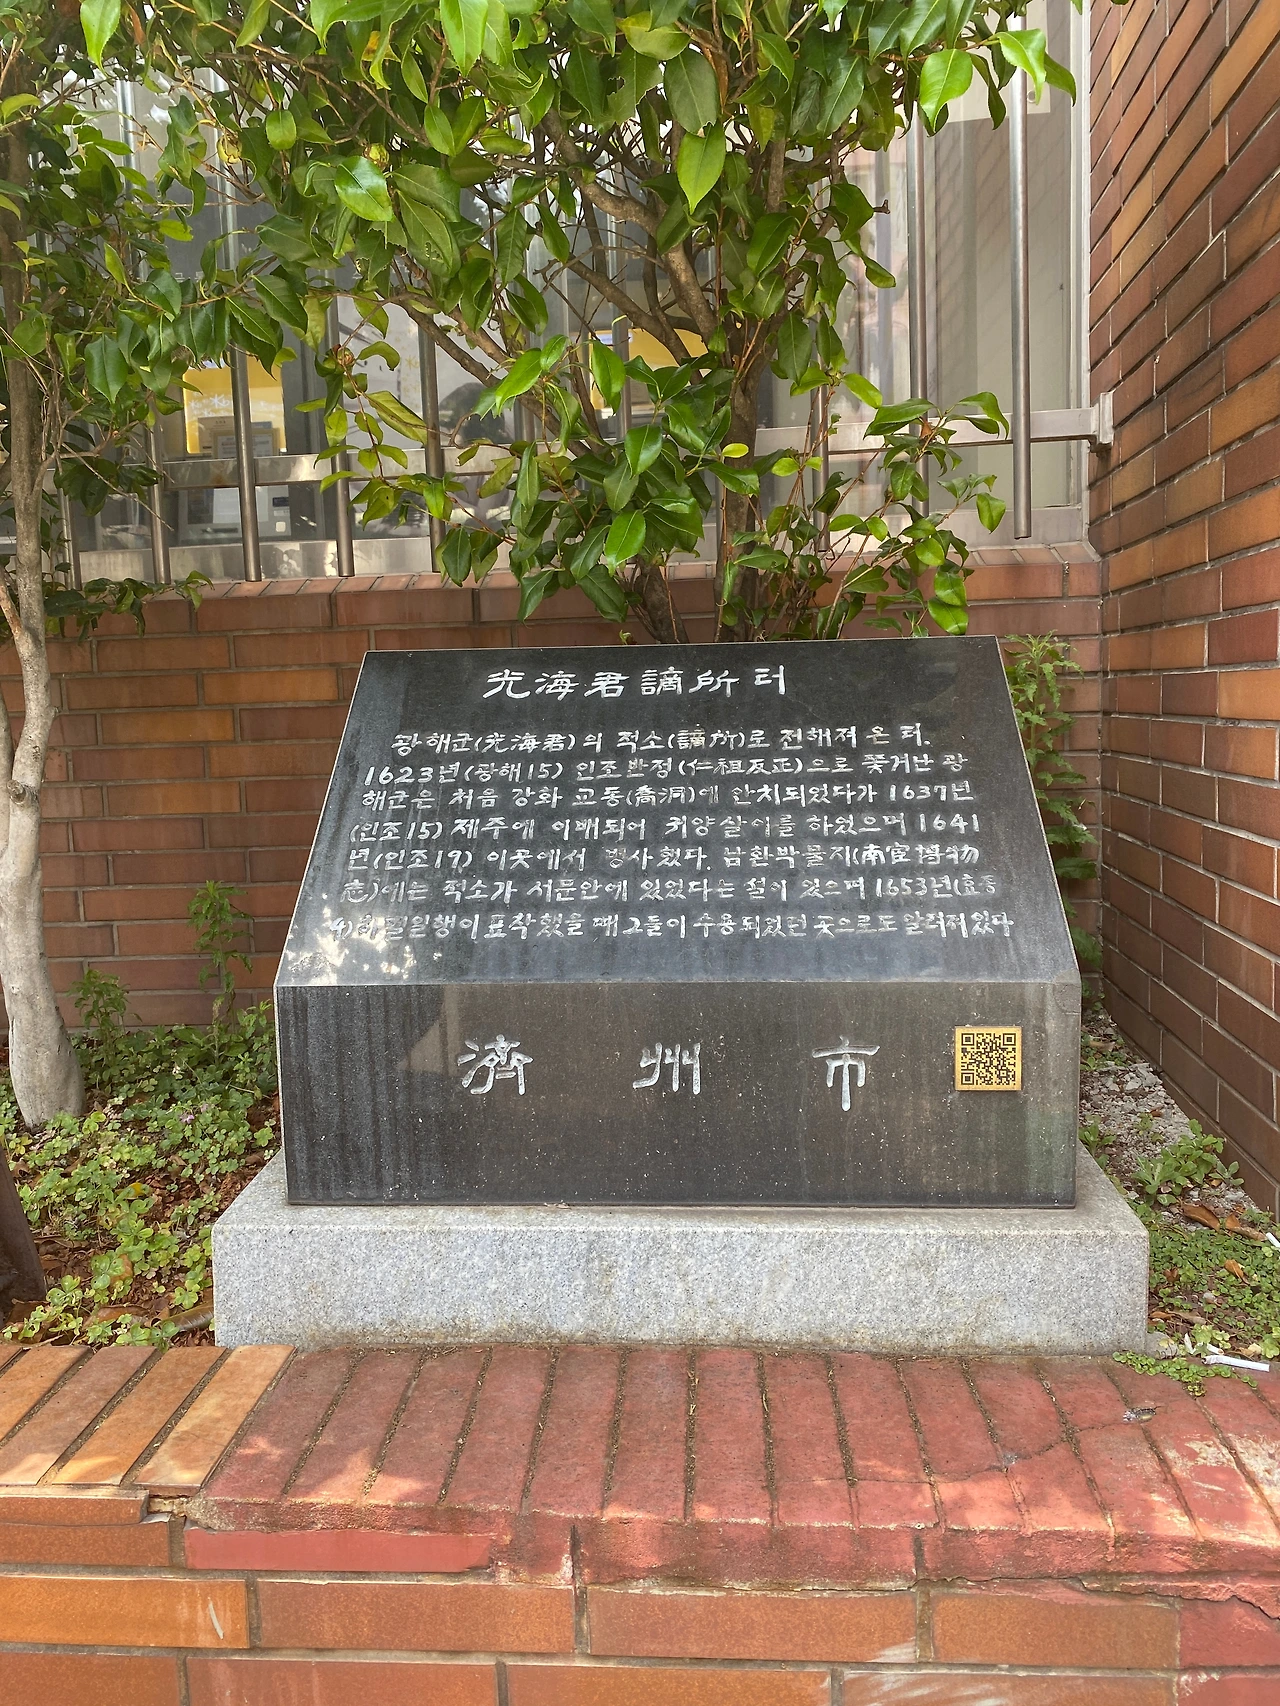 光海君謫所 터
광해군(光海君)의 적소(謫所)로 전해져 온 터.
1623년(광해15) 인조반정(仁祖反正)으로 쫓겨난 광
해군은 처음 강화 교동(喬洞)에 안치되었다가 1637년
(인조15) 제주에 이배되어 귀양살이를 하였으며 1641
년(인조19) 이곳에서 병사했다. 남환박물지(南宦博物
志)에는 적소가 서문안에 있었다는 설이 있으며 1653년(효종
4) 하멜일행이 표착했을 때 그들이 수용되었던 곳으로도 알려져 있다
濟州市